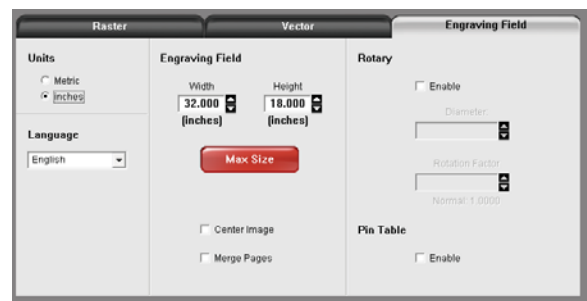 Raster Vector Engraving Field
Units
Metric
Inches
Language
English
Engraving Field
Width Height
32.000 18.000
(inches) (inches)
Max Size
Center Image
Merge Pages
Rotary
Enable
Diameter:
Rotation Factor
Normal: 1.0000
Pin Table
Enable